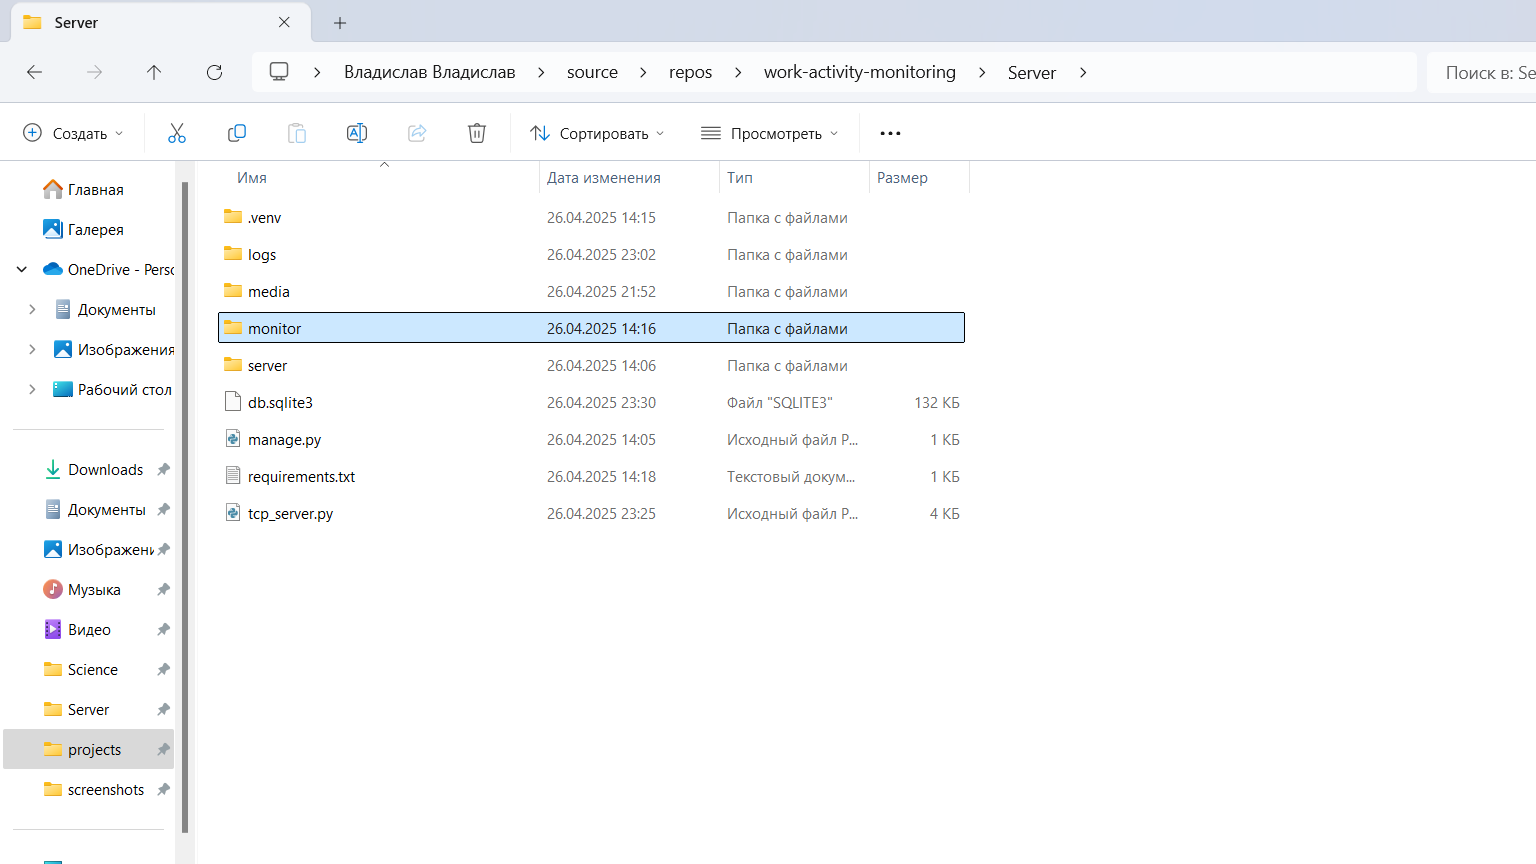 Server
Владислав Владислав > source > repos > work-activity-monitoring > Server >
Поиск в: Se
Создать
Сортировать
Просмотреть
Главная
Галерея
OneDrive - Perso
Документы
Изображения
Рабочий стол
Downloads
Документы
Изображени
Музыка
Видео
Science
Server
projects
screenshots
Имя Дата изменения Тип Размер
.venv 26.04.2025 14:15 Папка с файлами
logs 26.04.2025 23:02 Папка с файлами
media 26.04.2025 21:52 Папка с файлами
monitor 26.04.2025 14:16 Папка с файлами
server 26.04.2025 14:06 Папка с файлами
db.sqlite3 26.04.2025 23:30 Файл "SQLITE3" 132 КБ
manage.py 26.04.2025 14:05 Исходный файл P... 1 КБ
requirements.txt 26.04.2025 14:18 Текстовый докум... 1 КБ
tcp_server.py 26.04.2025 23:25 Исходный файл P... 4 КБ